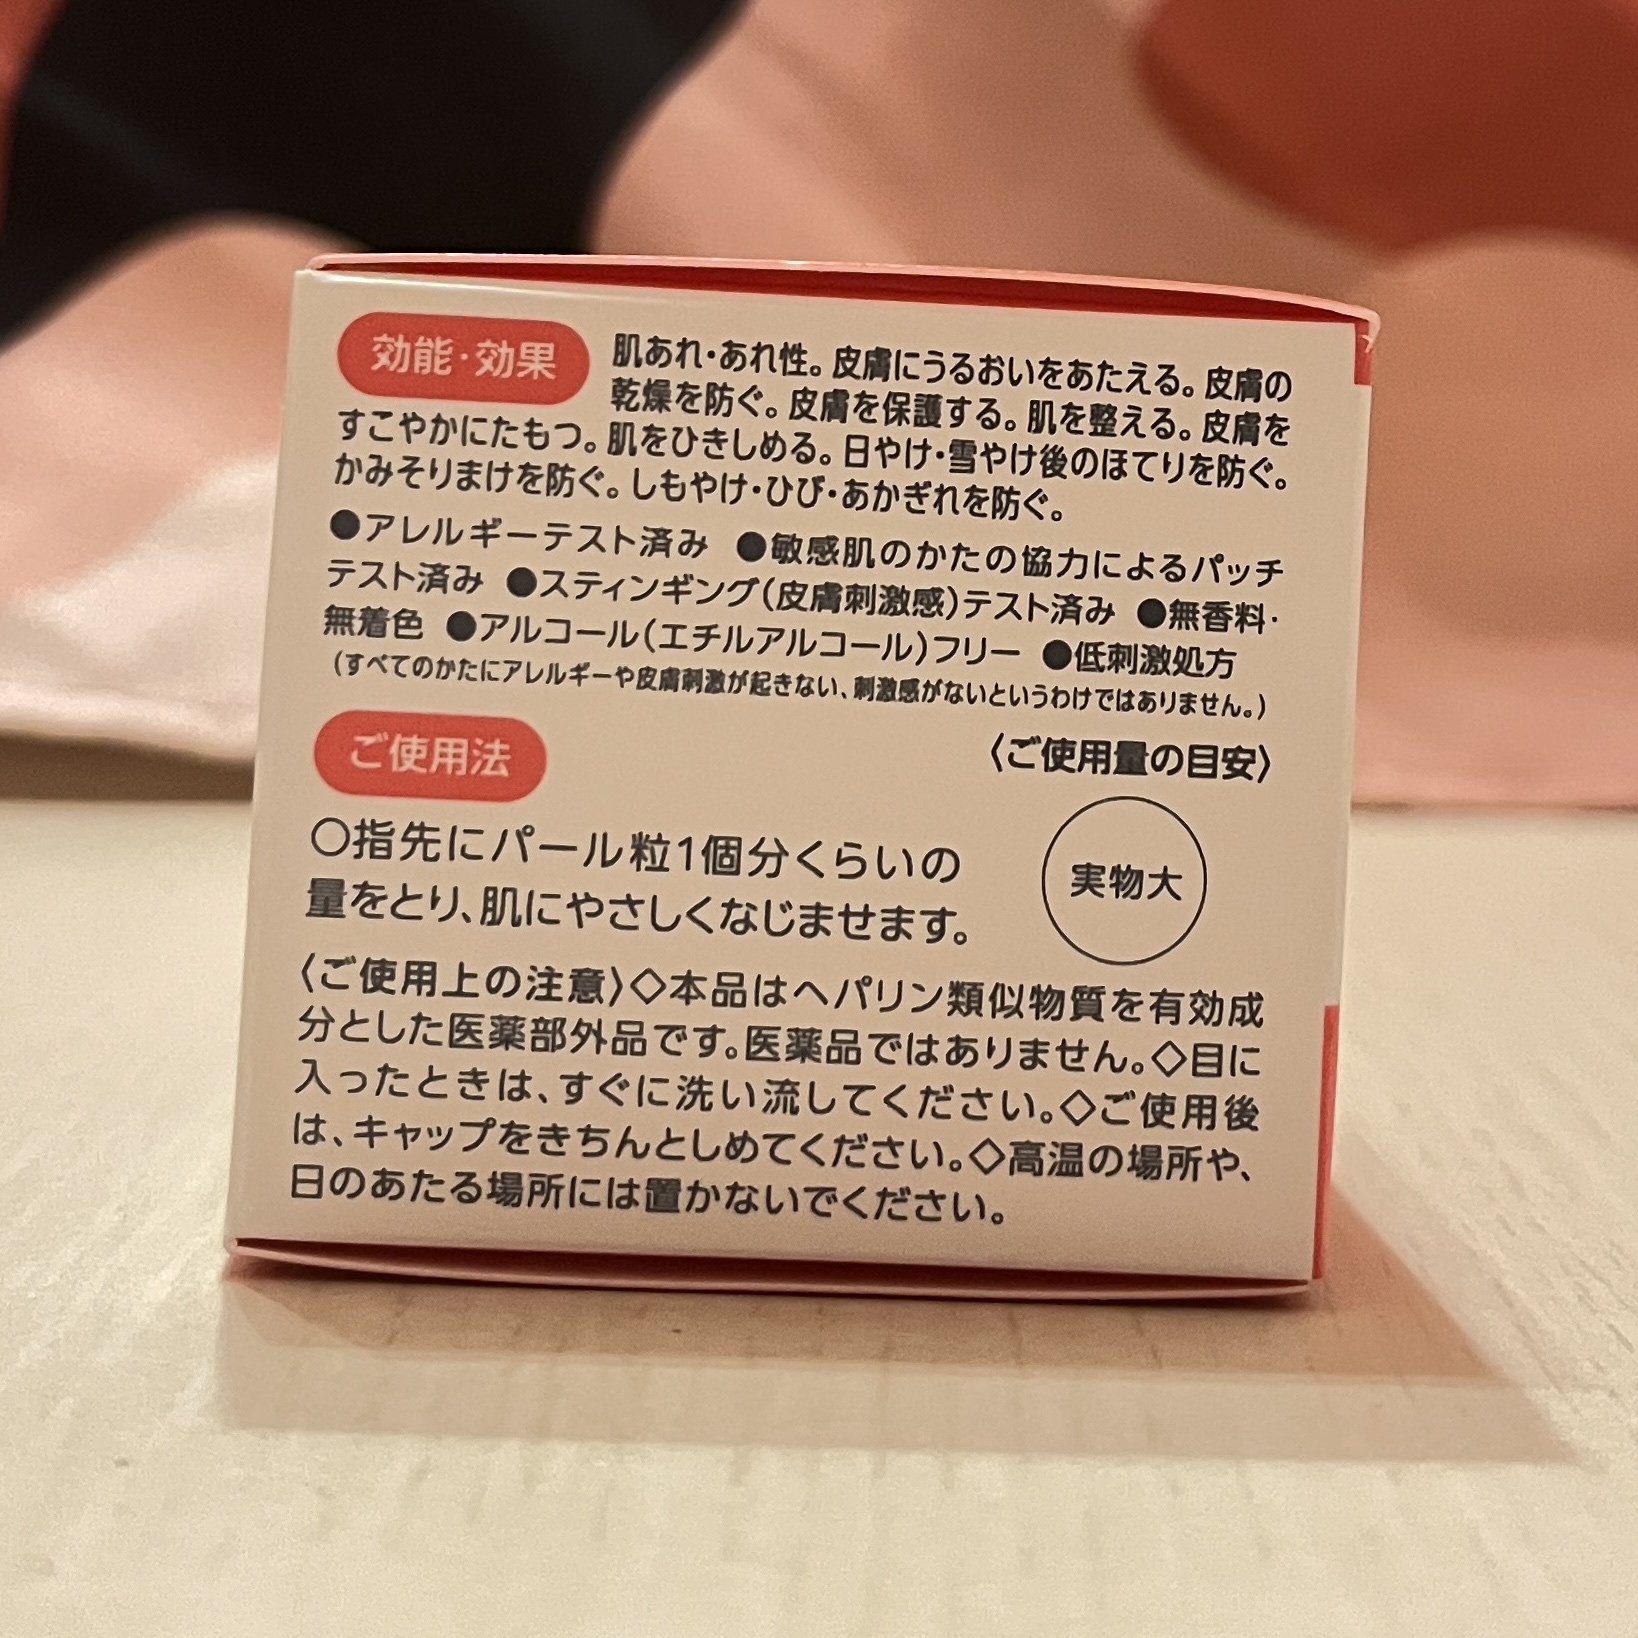 効能・効果
肌あれ・あれ性。皮膚にうるおいをあたえる。皮膚の
乾燥を防ぐ。皮膚を保護する。肌を整える。皮膚を
すこやかにたもつ。肌をひきしめる。日やけ・雪やけ後のほてりを防ぐ。
かみそりまけを防ぐ。しもやけ・ひび・あかぎれを防ぐ。
●アレルギーテスト済み ●敏感肌のかたの協力によるパッチ
テスト済み ●スティンギング(皮膚刺激感)テスト済み ●無香料・
無着色 ●アルコール(エチルアルコール)フリー ●低刺激処方
(すべてのかたにアレルギーや皮膚刺激が起きない、刺激感がないというわけではありません。)
ご使用法
〇指先にパール粒1個分くらいの
量をとり、肌にやさしくなじませます。
〈ご使用量の目安〉
実物大
〈ご使用上の注意〉◇本品はヘパリン類似物質を有効成
分とした医薬部外品です。医薬品ではありません。◇目に
入ったときは、すぐに洗い流してください。◇ご使用後
は、キャップをきちんとしめてください。◇高温の場所や、
日のあたる場所には置かないでください。